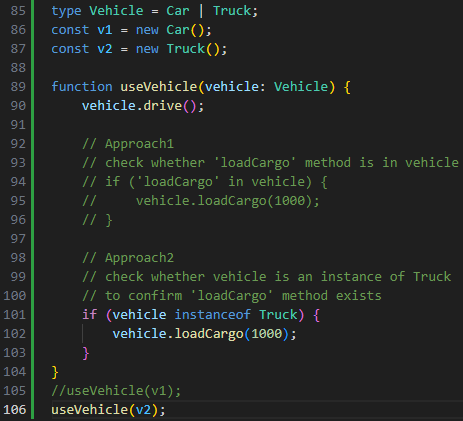 85 type Vehicle = Car | Truck;
86 const v1 = new Car();
87 const v2 = new Truck();
88
89 function useVehicle(vehicle: Vehicle) {
90     vehicle.drive();
91
92     // Approach1
93     // check whether 'loadCargo' method is in vehicle
94     // if ('loadCargo' in vehicle) {
95     //     vehicle.loadCargo(1000);
96     // }
97
98     // Approach2
99     // check whether vehicle is an instance of Truck
100     // to confirm 'loadCargo' method exists
101     if (vehicle instanceof Truck) {
102         vehicle.loadCargo(1000);
103     }
104 }
105 //useVehicle(v1);
106 useVehicle(v2);